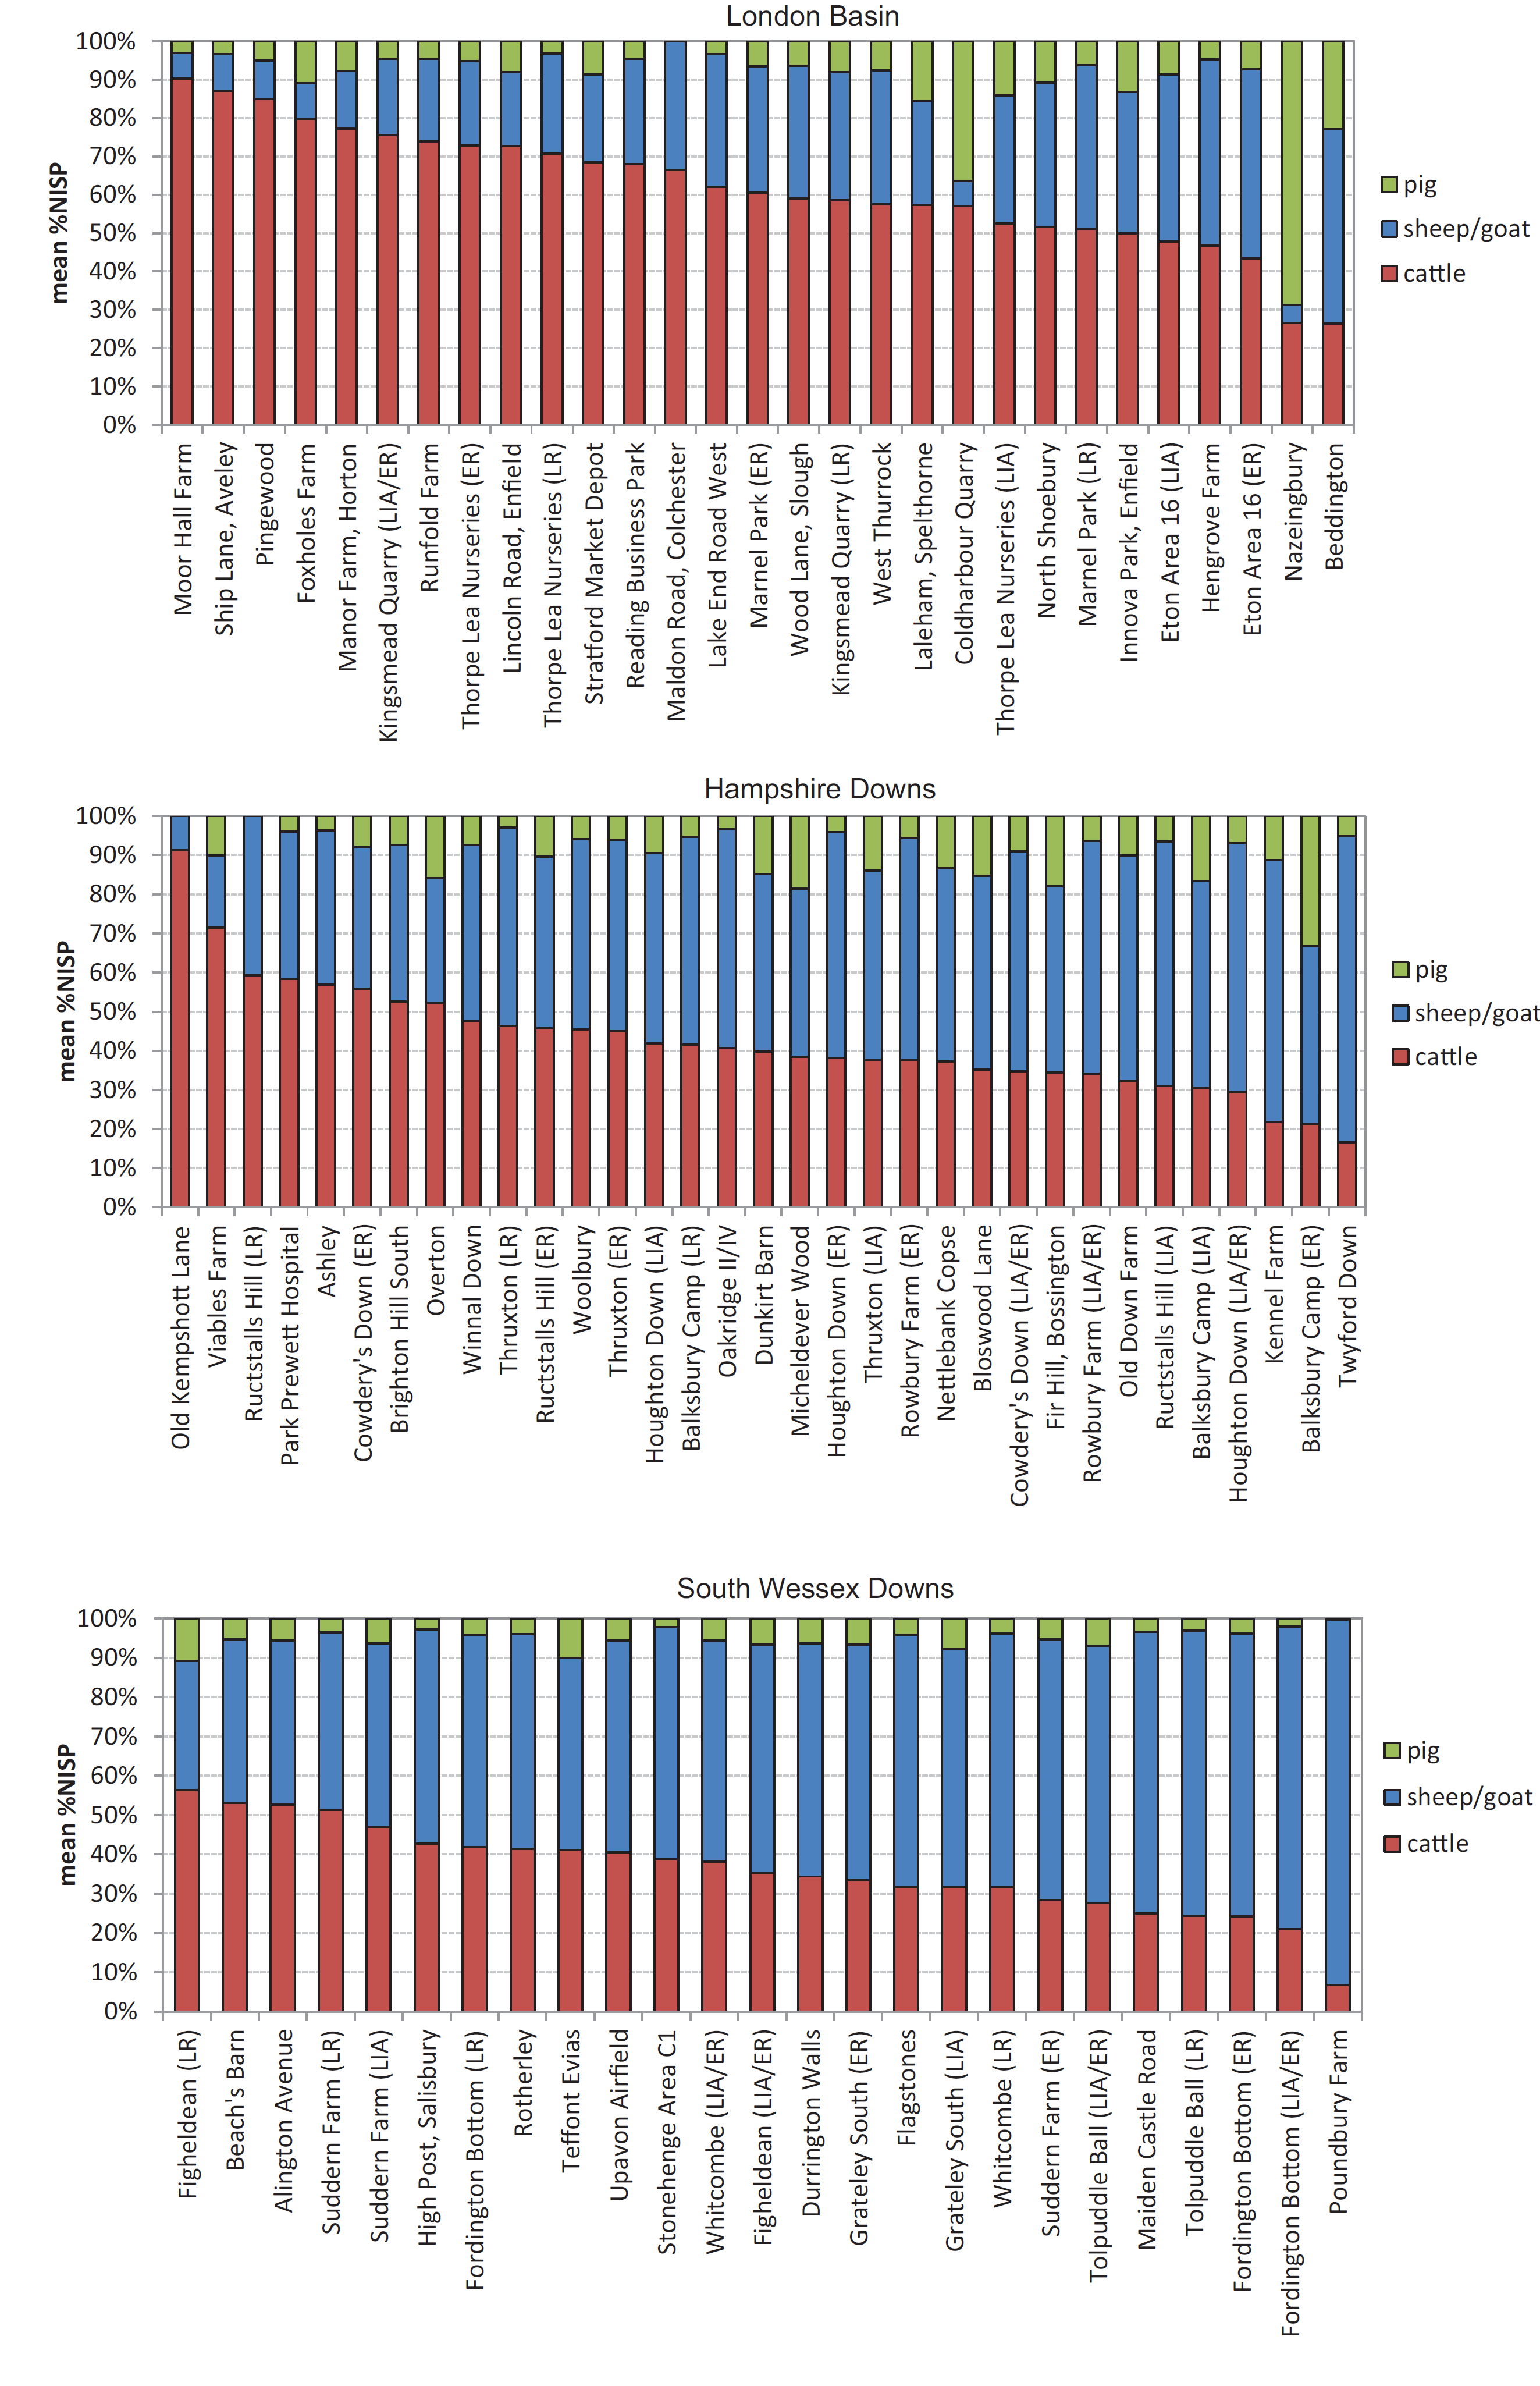 London Basin
100%
90%
80%
70%
60%
50%
40%
30%
20%
10%
0%
mean %NISP
pig
sheep/goat
cattle
Moor Hall Farm
Ship Lane, Aveley
Pingewood
Foxholes Farm
Manor Farm, Horton
Kingsmead Quarry (LIA/ER)
Runfold Farm
Thorpe Lea Nurseries (ER)
Lincoln Road, Enfield
Thorpe Lea Nurseries (LR)
Stratford Market Depot
Reading Business Park
Maldon Road, Colchester
Lake End Road West
Marnel Park (ER)
Wood Lane, Slough
Kingsmead Quarry (LR)
West Thurrock
Laleham, Spelthorne
Coldharbour Quarry
Thorpe Lea Nurseries (LIA)
North Shoebury
Marnel Park (LR)
Innova Park, Enfield
Eton Area 16 (LIA)
Hengrove Farm
Eton Area 16 (ER)
Nazeingbury
Beddington
Hampshire Downs
100%
90%
80%
70%
60%
50%
40%
30%
20%
10%
0%
mean %NISP
pig
sheep/goat
cattle
Old Kempshott Lane
Viables Farm
Ructstalls Hill (LR)
Park Prewett Hospital
Ashley
Cowdery's Down (ER)
Brighton Hill South
Overton
Winnal Down
Thruxton (LR)
Ructstalls Hill (ER)
Woolbury
Thruxton (ER)
Houghton Down (LIA)
Balksbury Camp (LR)
Oakridge II/IV
Dunkirt Barn
Micheldever Wood
Houghton Down (ER)
Thruxton (LIA)
Rowbury Farm (ER)
Nettlebank Copse
Bloswood Lane
Cowdery's Down (LIA/ER)
Fir Hill, Bossington
Rowbury Farm (LIA/ER)
Old Down Farm
Ructstalls Hill (LIA)
Balksbury Camp (LIA)
Houghton Down (LIA/ER)
Kennel Farm
Balksbury Camp (ER)
Twyford Down
South Wessex Downs
100%
90%
80%
70%
60%
50%
40%
30%
20%
10%
0%
mean %NISP
pig
sheep/goat
cattle
Figheldean (LR)
Beach's Barn
Alington Avenue
Suddern Farm (LR)
Suddern Farm (LIA)
High Post, Salisbury
Fordington Bottom (LR)
Rotherley
Teffont Evias
Upavon Airfield
Stonehenge Area C1
Whitcombe (LIA/ER)
Figheldean (LIA/ER)
Durrington Walls
Grateley South (ER)
Flagstones
Grateley South (LIA)
Whitcombe (LR)
Suddern Farm (ER)
Tolpuddle Ball (LIA/ER)
Maiden Castle Road
Tolpuddle Ball (LR)
Fordington Bottom (ER)
Fordington Bottom (LIA/ER)
Poundbury Farm